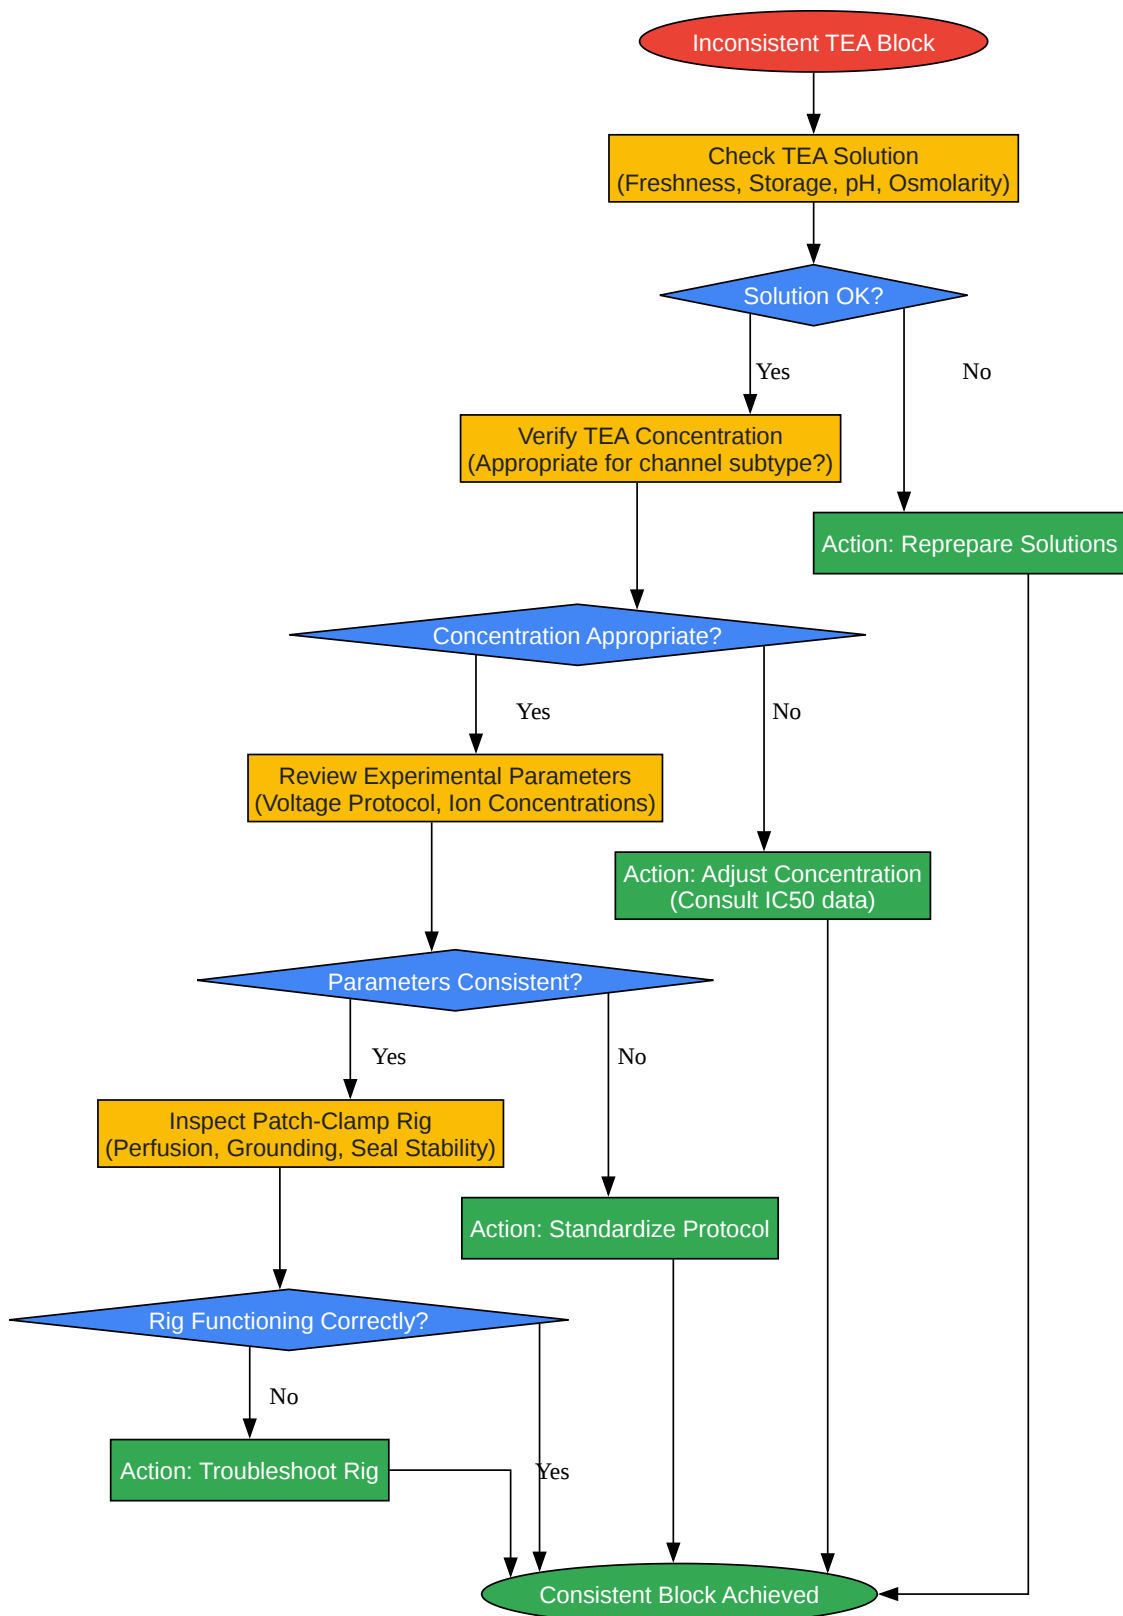 Inconsistent TEA Block
Check TEA Solution
(Freshness, Storage, pH, Osmolarity)
Solution OK?
Yes
No
Verify TEA Concentration
(Appropriate for channel subtype?)
Action: Reprepare Solutions
Concentration Appropriate?
Yes
No
Review Experimental Parameters
(Voltage Protocol, Ion Concentrations)
Action: Adjust Concentration
(Consult IC50 data)
Parameters Consistent?
Yes
No
Inspect Patch-Clamp Rig
(Perfusion, Grounding, Seal Stability)
Action: Standardize Protocol
Rig Functioning Correctly?
No
Action: Troubleshoot Rig
Yes
Consistent Block Achieved